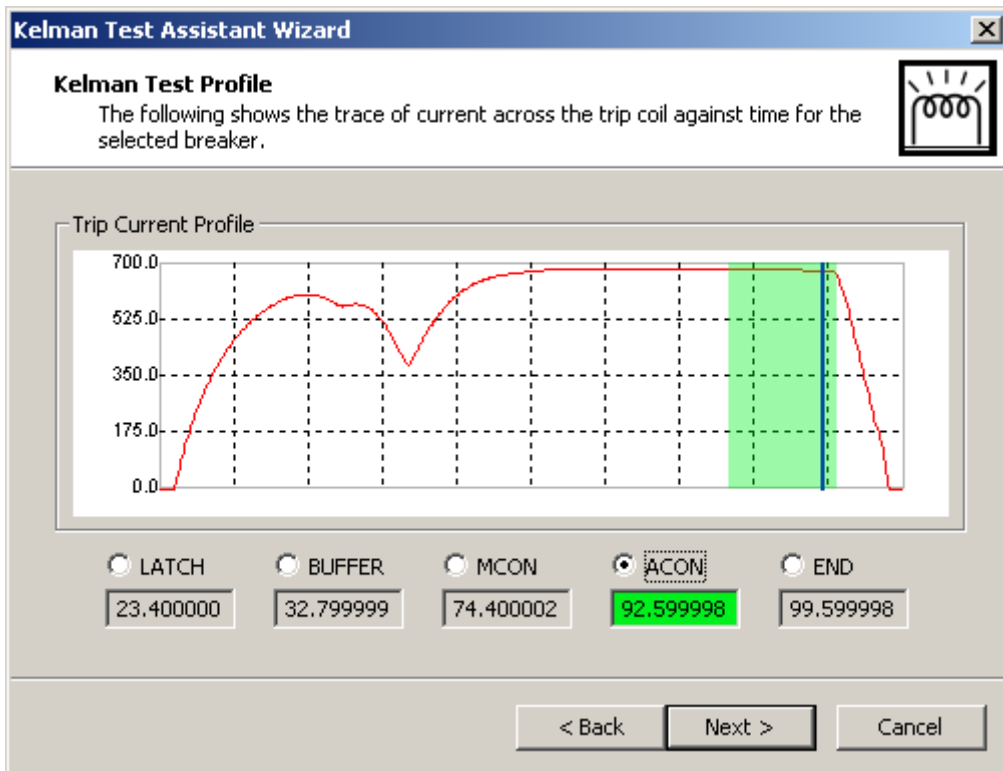 Kelman Test Assistant Wizard
Kelman Test Profile
The following shows the trace of current across the trip coil against time for the
selected breaker.
Trip Current Profile
700.0
525.0
350.0
175.0
0.0
LATCH BUFFER MCON ACON END
23.400000 32.799999 74.400002 92.599998 99.599998
< Back Next > Cancel